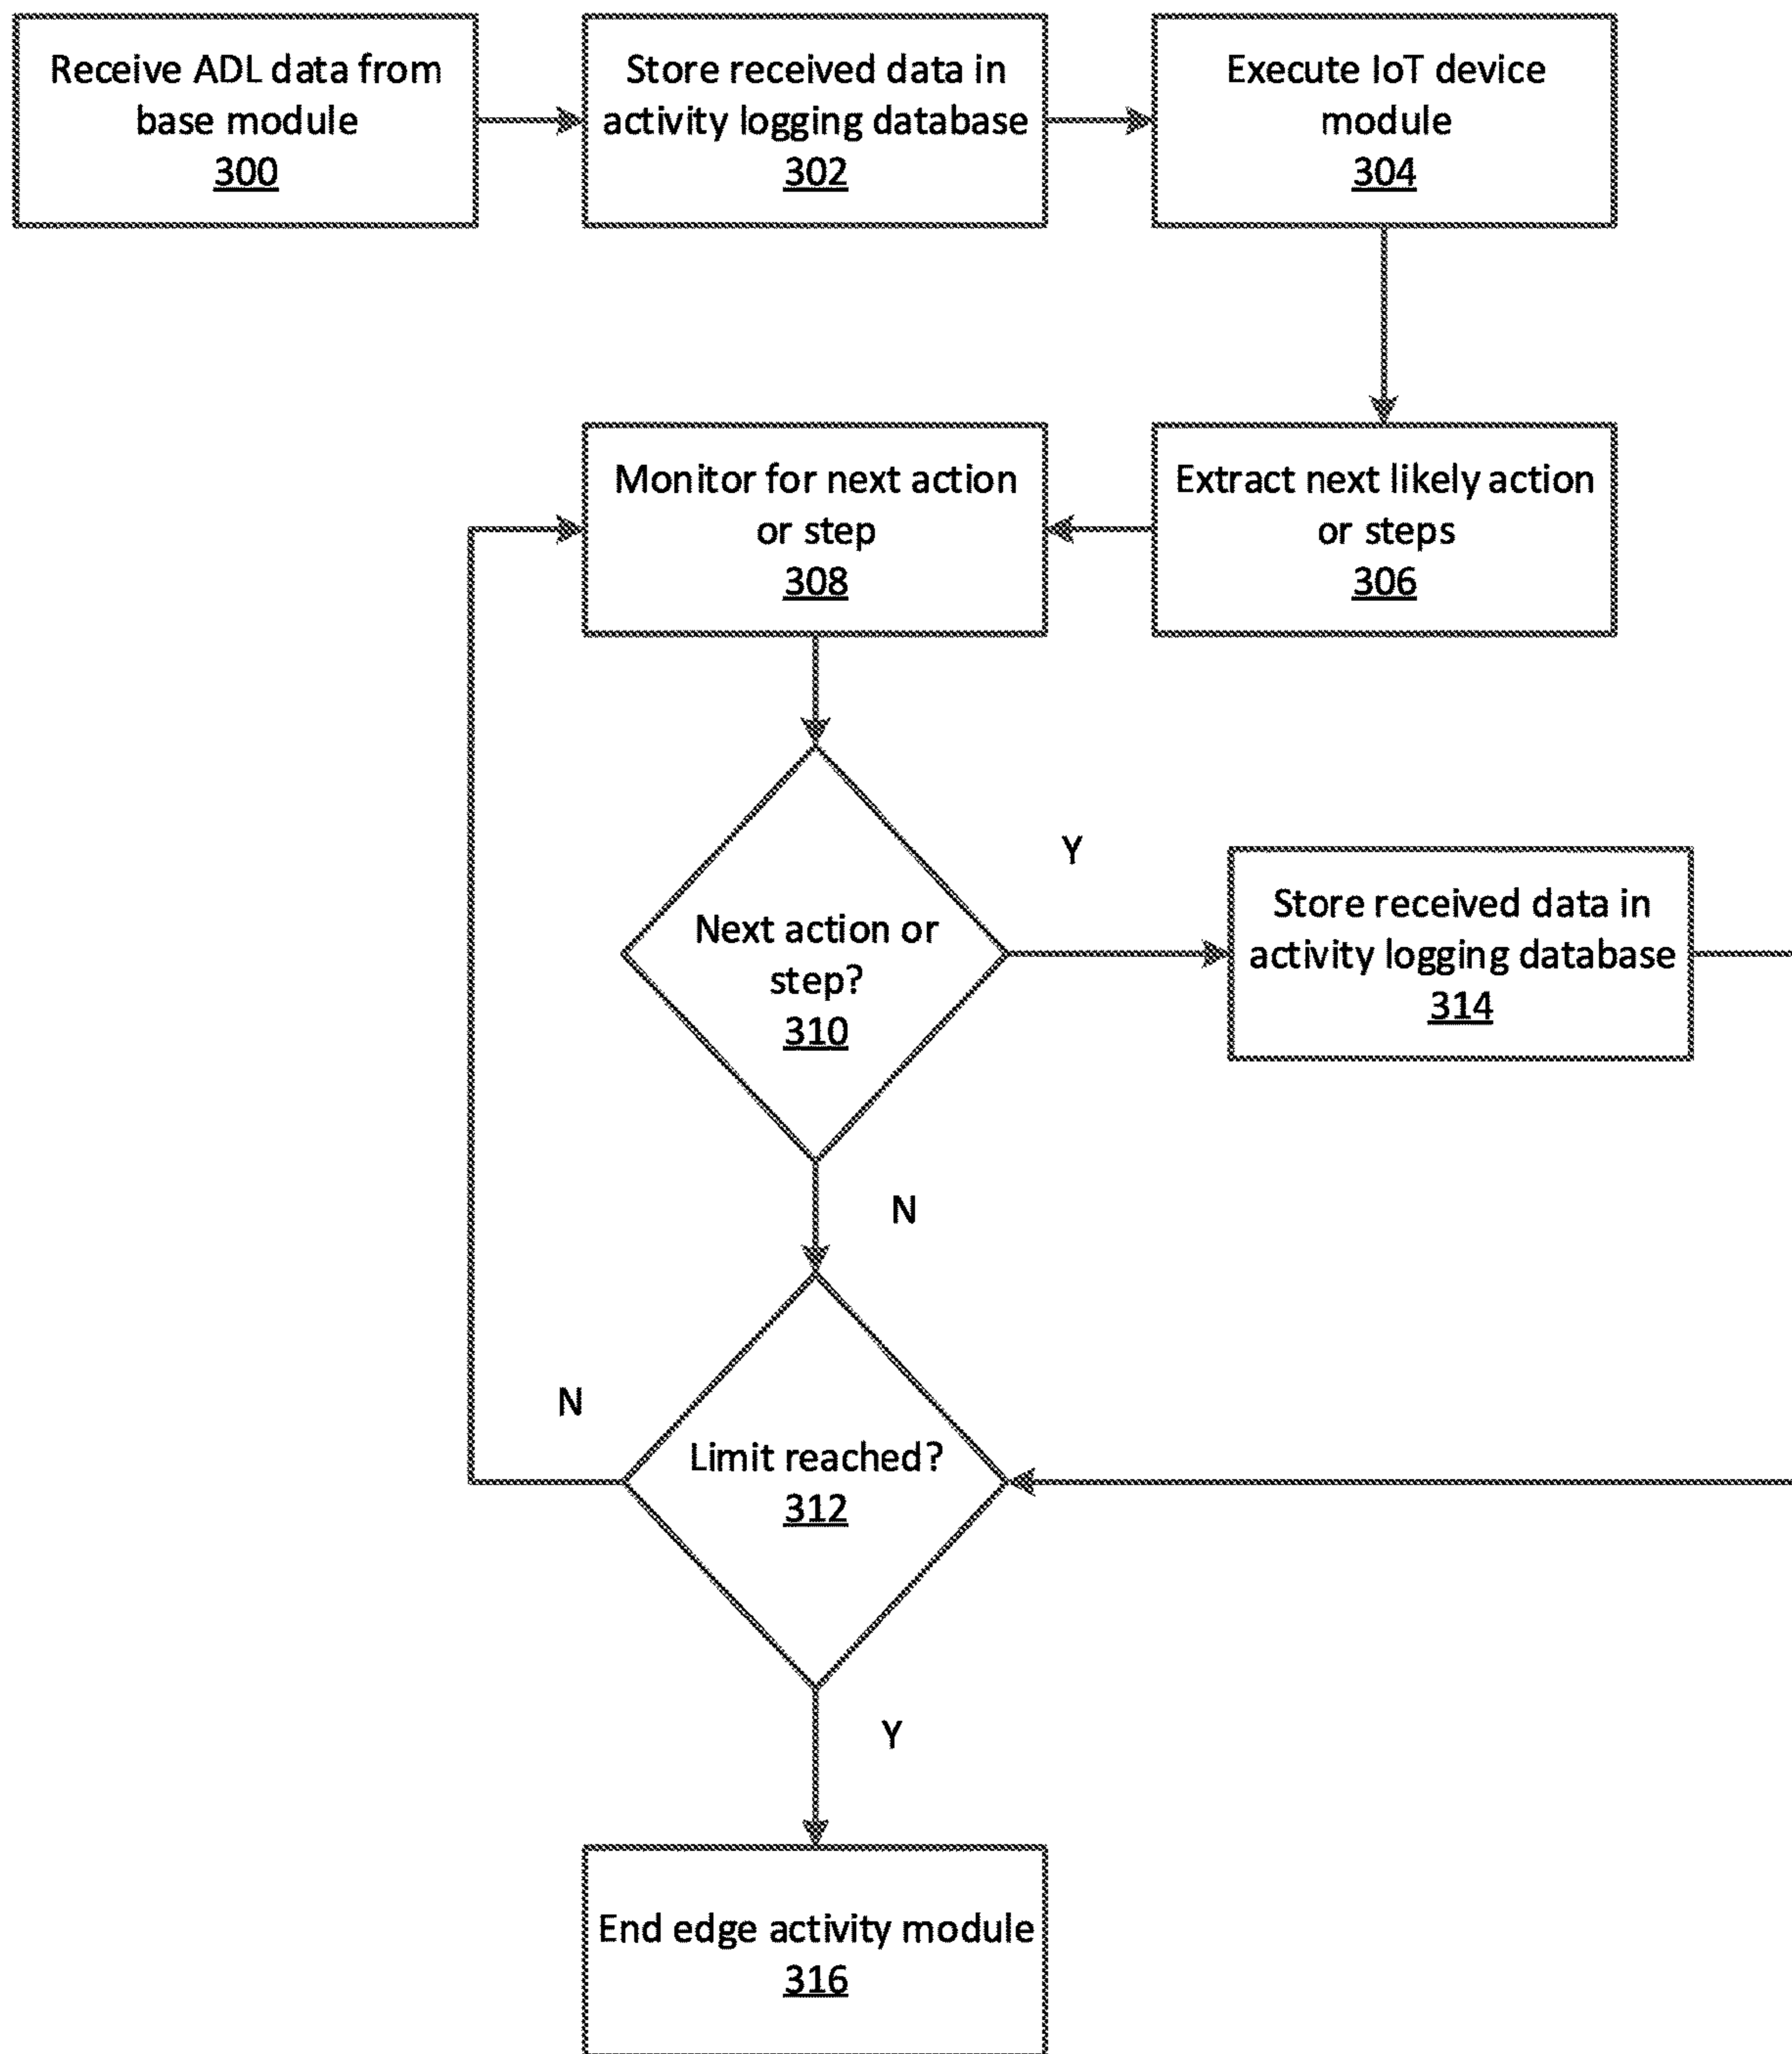 Receive ADL data from
base module
300
Store received data in
activity logging database
302
Execute IoT device
module
304
Monitor for next action
or step
308
Extract next likely action
or steps
306
Y
Next action or
step?
310
Store received data in
activity logging database
314
N
N
Limit reached?
312
Y
End edge activity module
316